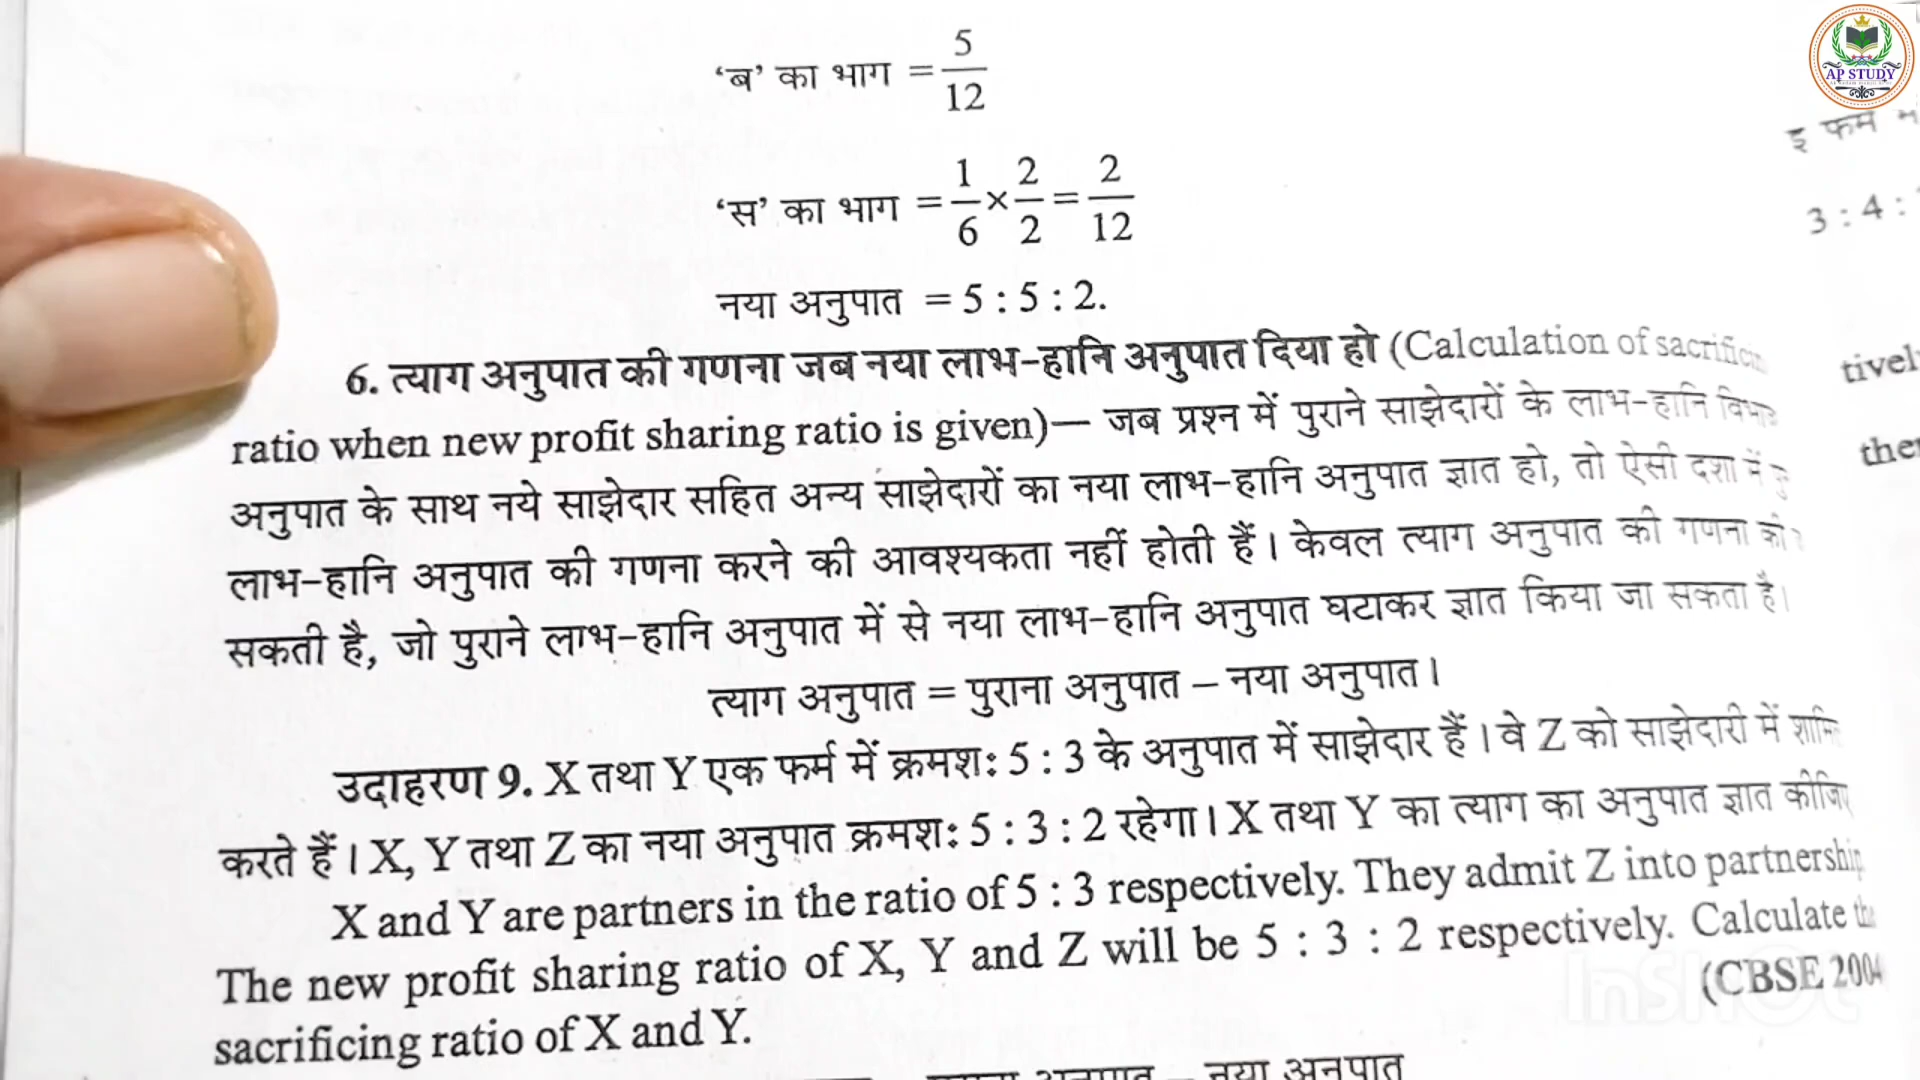 ‘ब’ का भाग = 5/12
‘स’ का भाग = 1/6 × 2/2 = 2/12
नया अनुपात = 5 : 5 : 2.
6. त्याग अनुपात की गणना जब नया लाभ-हानि अनुपात दिया हो (Calculation of
ratio when new profit sharing ratio is given)— जब प्रश्न में पुराने साझेदारों के लाभ-हानि
अनुपात के साथ नये साझेदार सहित अन्य साझेदारों का नया लाभ-हानि अनुपात ज्ञात हो, तो ऐसी दशा में
लाभ-हानि अनुपात की गणना करने की आवश्यकता नहीं होती हैं। केवल त्याग अनुपात की गणना की
सकती है, जो पुराने लाभ-हानि अनुपात में से नया लाभ-हानि अनुपात घटाकर ज्ञात किया जा सकता है।
त्याग अनुपात = पुराना अनुपात – नया अनुपात।
उदाहरण 9. X तथा Y एक फर्म में क्रमशः 5 : 3 के अनुपात में साझेदार हैं। वे Z को साझेदारी में
करते हैं। X, Y तथा Z का नया अनुपात क्रमशः 5 : 3 : 2 रहेगा। X तथा Y का त्याग का अनुपात ज्ञात
X and Y are partners in the ratio of 5 : 3 respectively. They admit Z into partnership
The new profit sharing ratio of X, Y and Z will be 5 : 3 : 2 respectively. Calculate
sacrificing ratio of X and Y.
(CBSE 2004
नया अनुपात
फर्म
3 : 4 :
AP STUDY
InShot